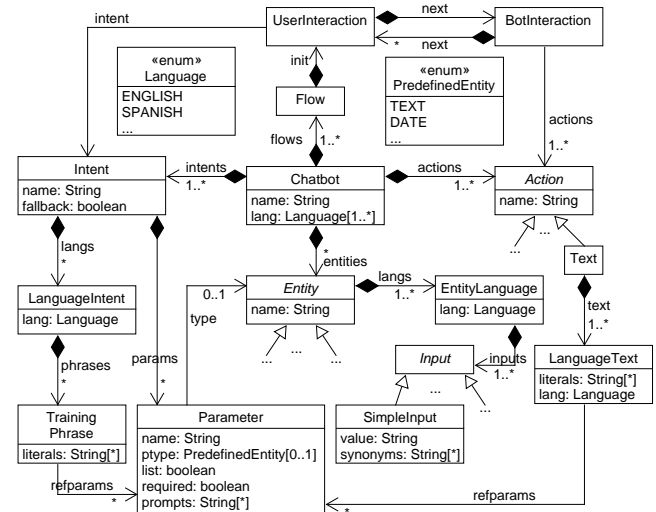 intent
UserInteraction
next
BotInteraction
*
next
«enum»
Language
ENGLISH
SPANISH
...
init
Flow
«enum»
PredefinedEntity
TEXT
DATE
...
flows
1..*
actions
1..*
Intent
name: String
fallback: boolean
intents
1..*
Chatbot
name: String
lang: Language[1..*]
actions
1..*
Action
name: String
...
...
Text
langs
*
*
entities
LanguageIntent
lang: Language
0..1
type
Entity
name: String
langs
1..*
EntityLanguage
lang: Language
text
1..*
...
...
...
phrases
*
params
*
Input
inputs
1..*
...
...
LanguageText
literals: String[*]
lang: Language
Training
Phrase
literals: String[*]
Parameter
name: String
ptype: PredefinedEntity[0..1]
list: boolean
required: boolean
prompts: String[*]
SimpleInput
value: String
synonyms: String[*]
refparams
*
refparams
*